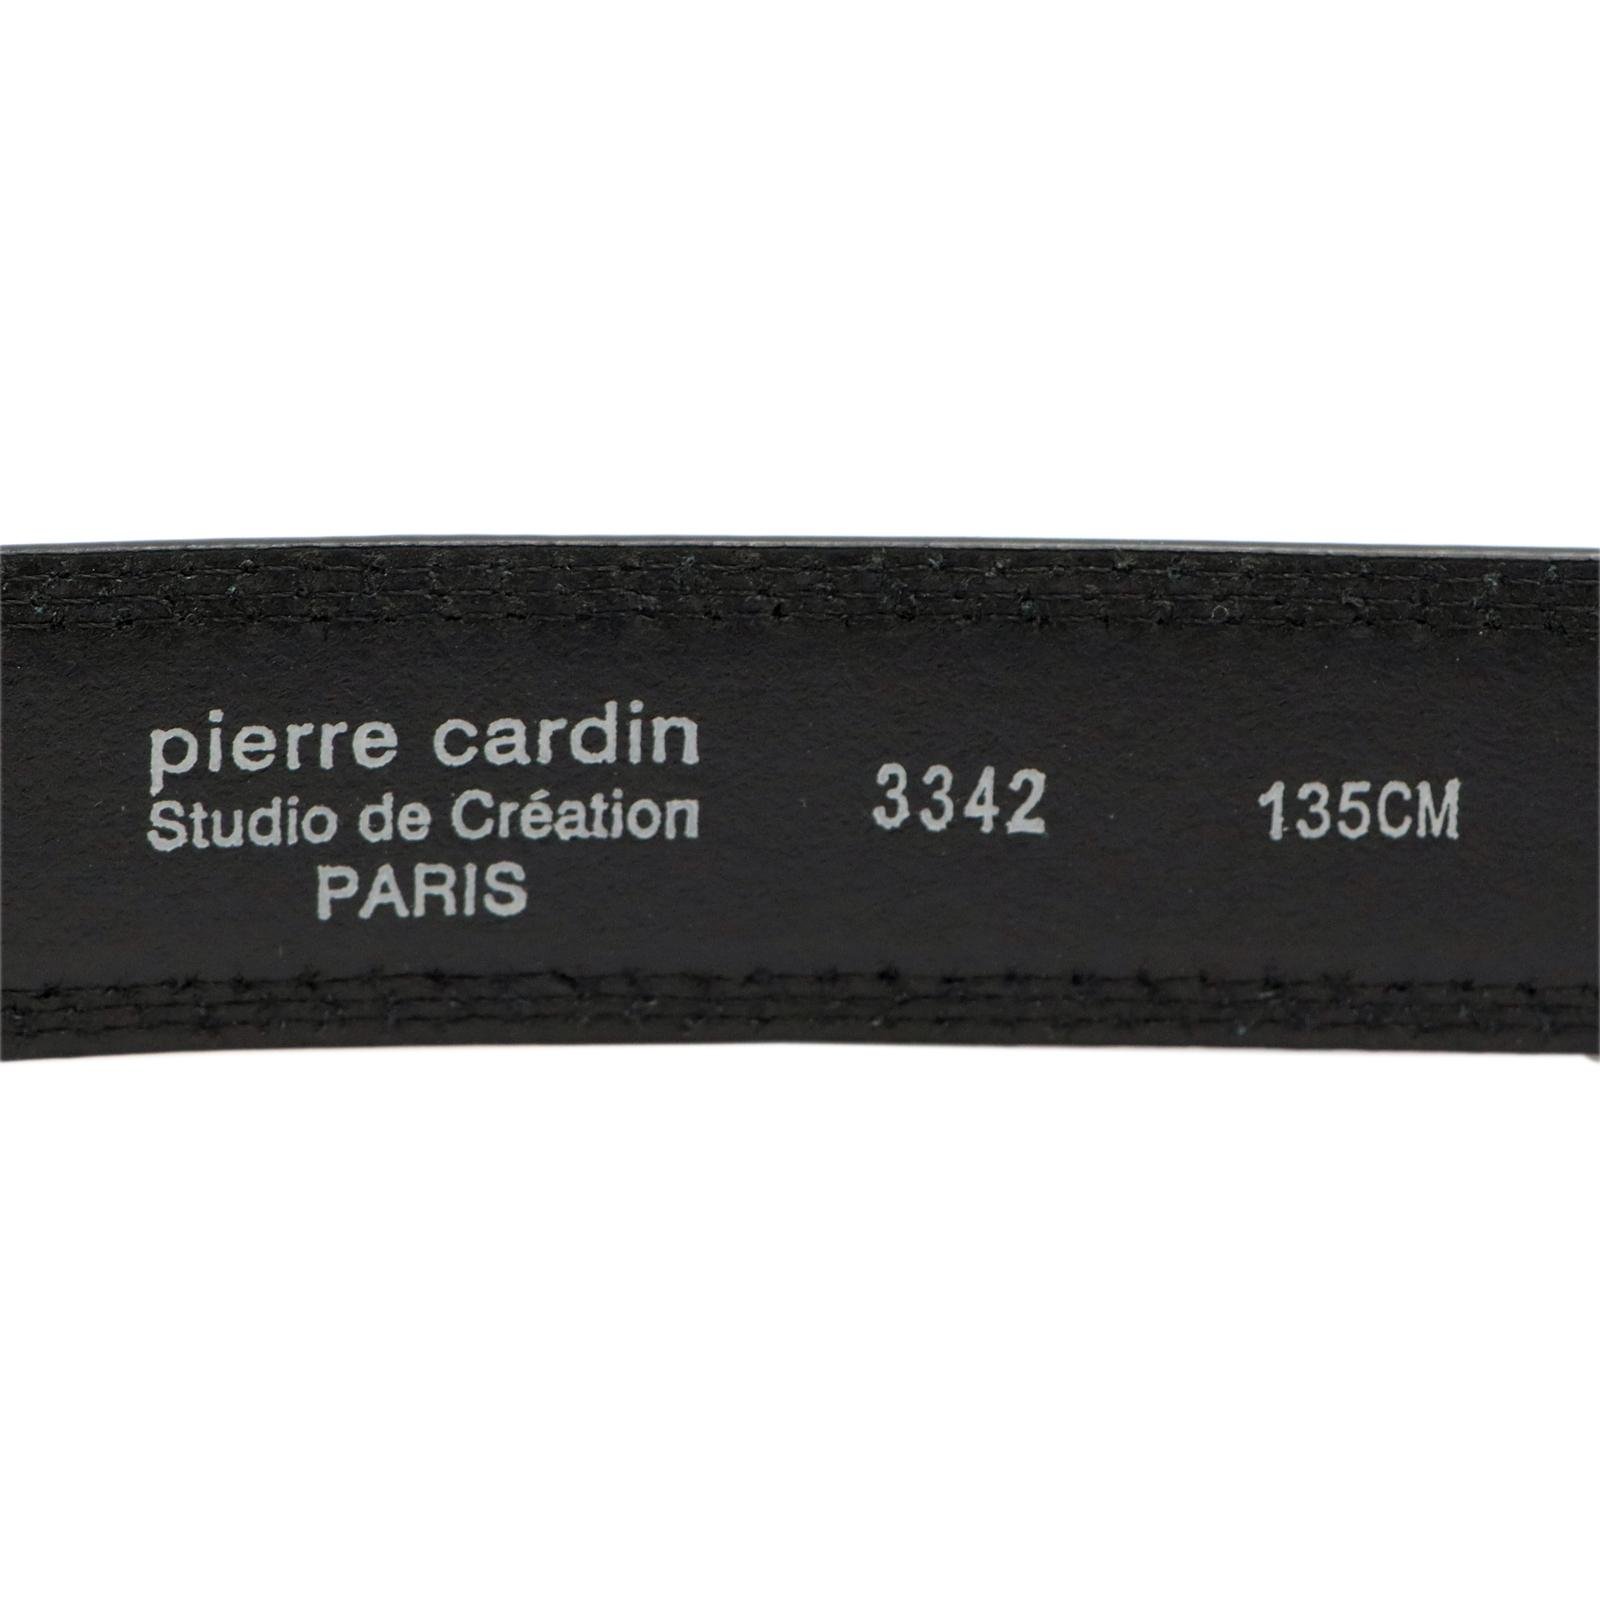 pierre cardin
Studio de Création
PARIS
3342
135CM